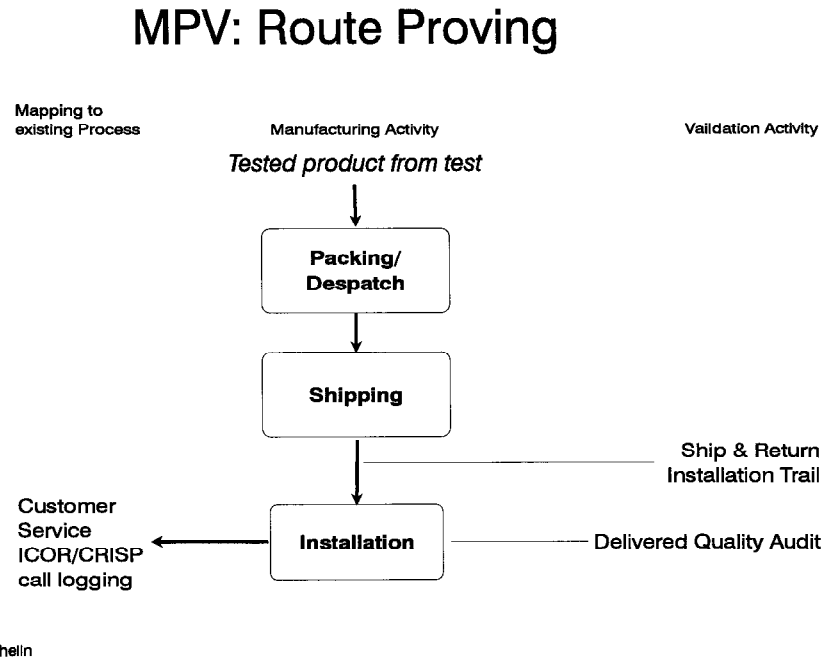 MPV: Route Proving
Mapping to
existing Process
Manufacturing Activity
Validation Activity
Tested product from test
Packing/
Despatch
Shipping
Ship & Return
Installation Trail
Customer
Service
ICOR/CRISP
call logging
Installation
Delivered Quality Audit
helin